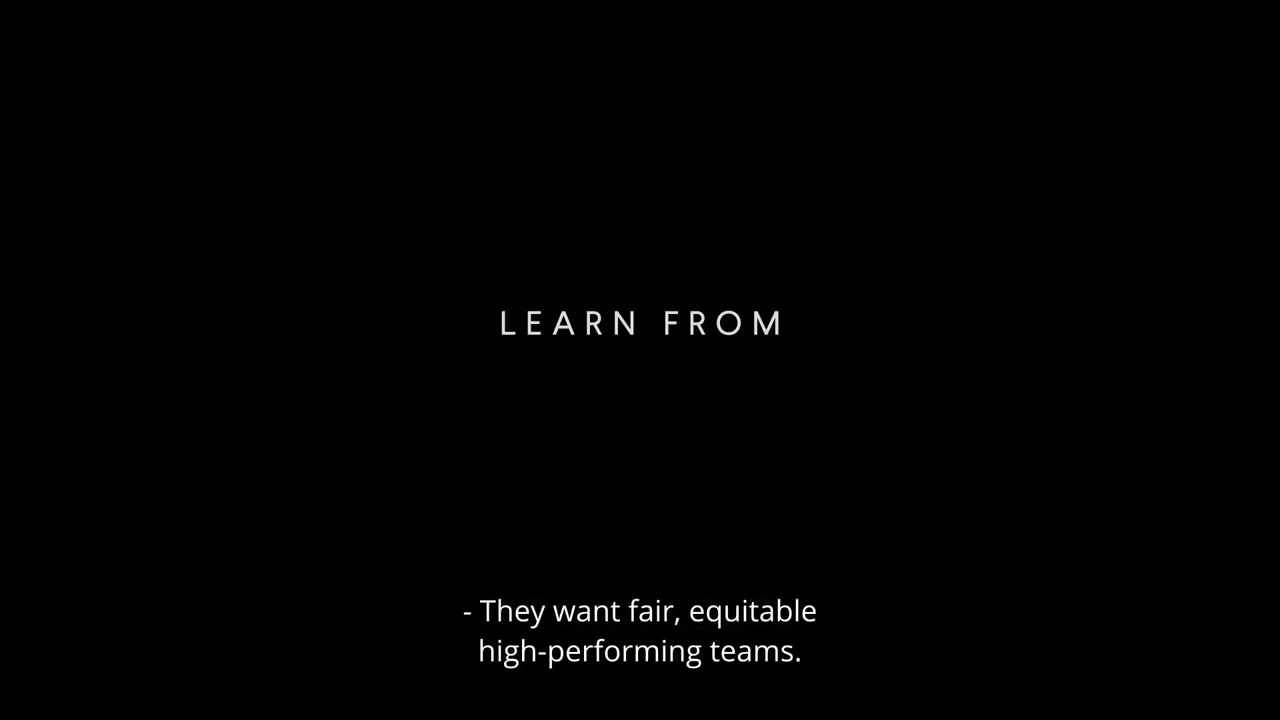 LEARN FROM
- They want fair, equitable
high-performing teams.